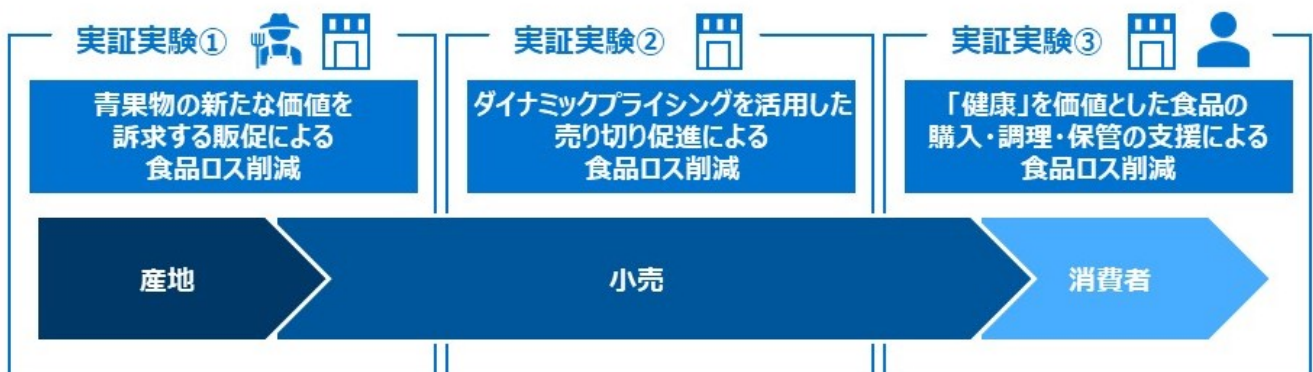 実証実験①
青果物の新たな価値を
訴求する販促による
食品ロス削減
実証実験②
ダイナミックプライシングを活用した
売り切り促進による
食品ロス削減
実証実験③
「健康」を価値とした食品の
購入・調理・保管の支援による
食品ロス削減
産地
小売
消費者